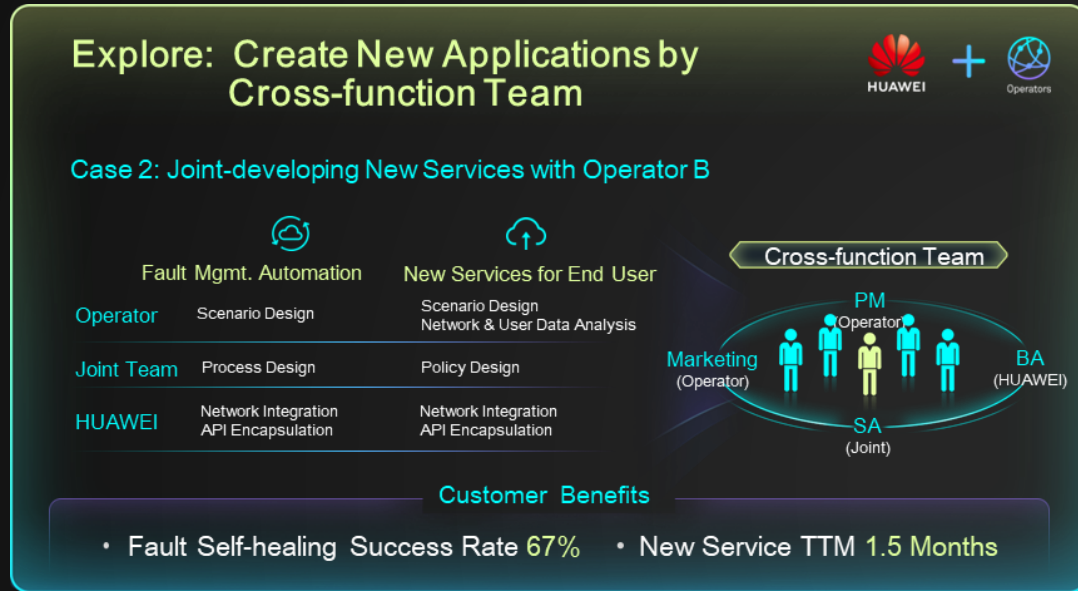 Explore: Create New Applications by
Cross-function Team
HUAWEI
+
Operators
Case 2: Joint-developing New Services with Operator B
Fault Mgmt. Automation
New Services for End User
Operator
Scenario Design
Scenario Design
Network & User Data Analysis
Joint Team
Process Design
Policy Design
HUAWEI
Network Integration
API Encapsulation
Network Integration
API Encapsulation
Cross-function Team
PM
(Operator)
Marketing
(Operator)
BA
(HUAWEI)
SA
(Joint)
Customer Benefits
• Fault Self-healing Success Rate 67%
• New Service TTM 1.5 Months